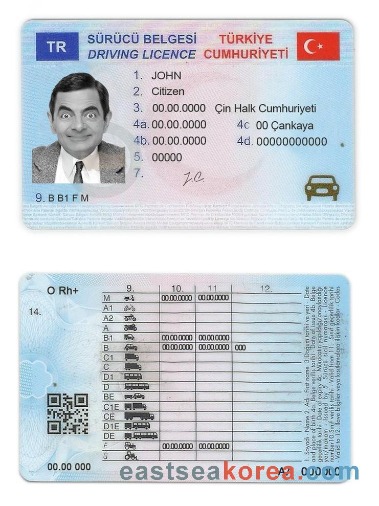 TR
SÜRÜCÜ BELGESI TÜRKİYE
DRIVING LICENCE CUMHURİYETİ
1. JOHN
2. Citizen
3. 00.00.0000 Çin Halk Cumhuriyeti
4a. 00.00.0000 4c 00 Çankaya
4b. 00.00.0000 4d. 00000000000
5. 00000
7. J.C.
9. B B1 F M
O Rh+
9. 10. 11. 12.
14.
M 00.00.0000 00.00.0000
A1
A2
A
B1 00.00.0000 00.00.0000
B 00.00.0000 00.00.0000 000
C1
C
D1
D
BE
C1E
CE
D1E
DE
F 00.00.0000 00.00.0000
G
00.00 000
eastseakorea.com